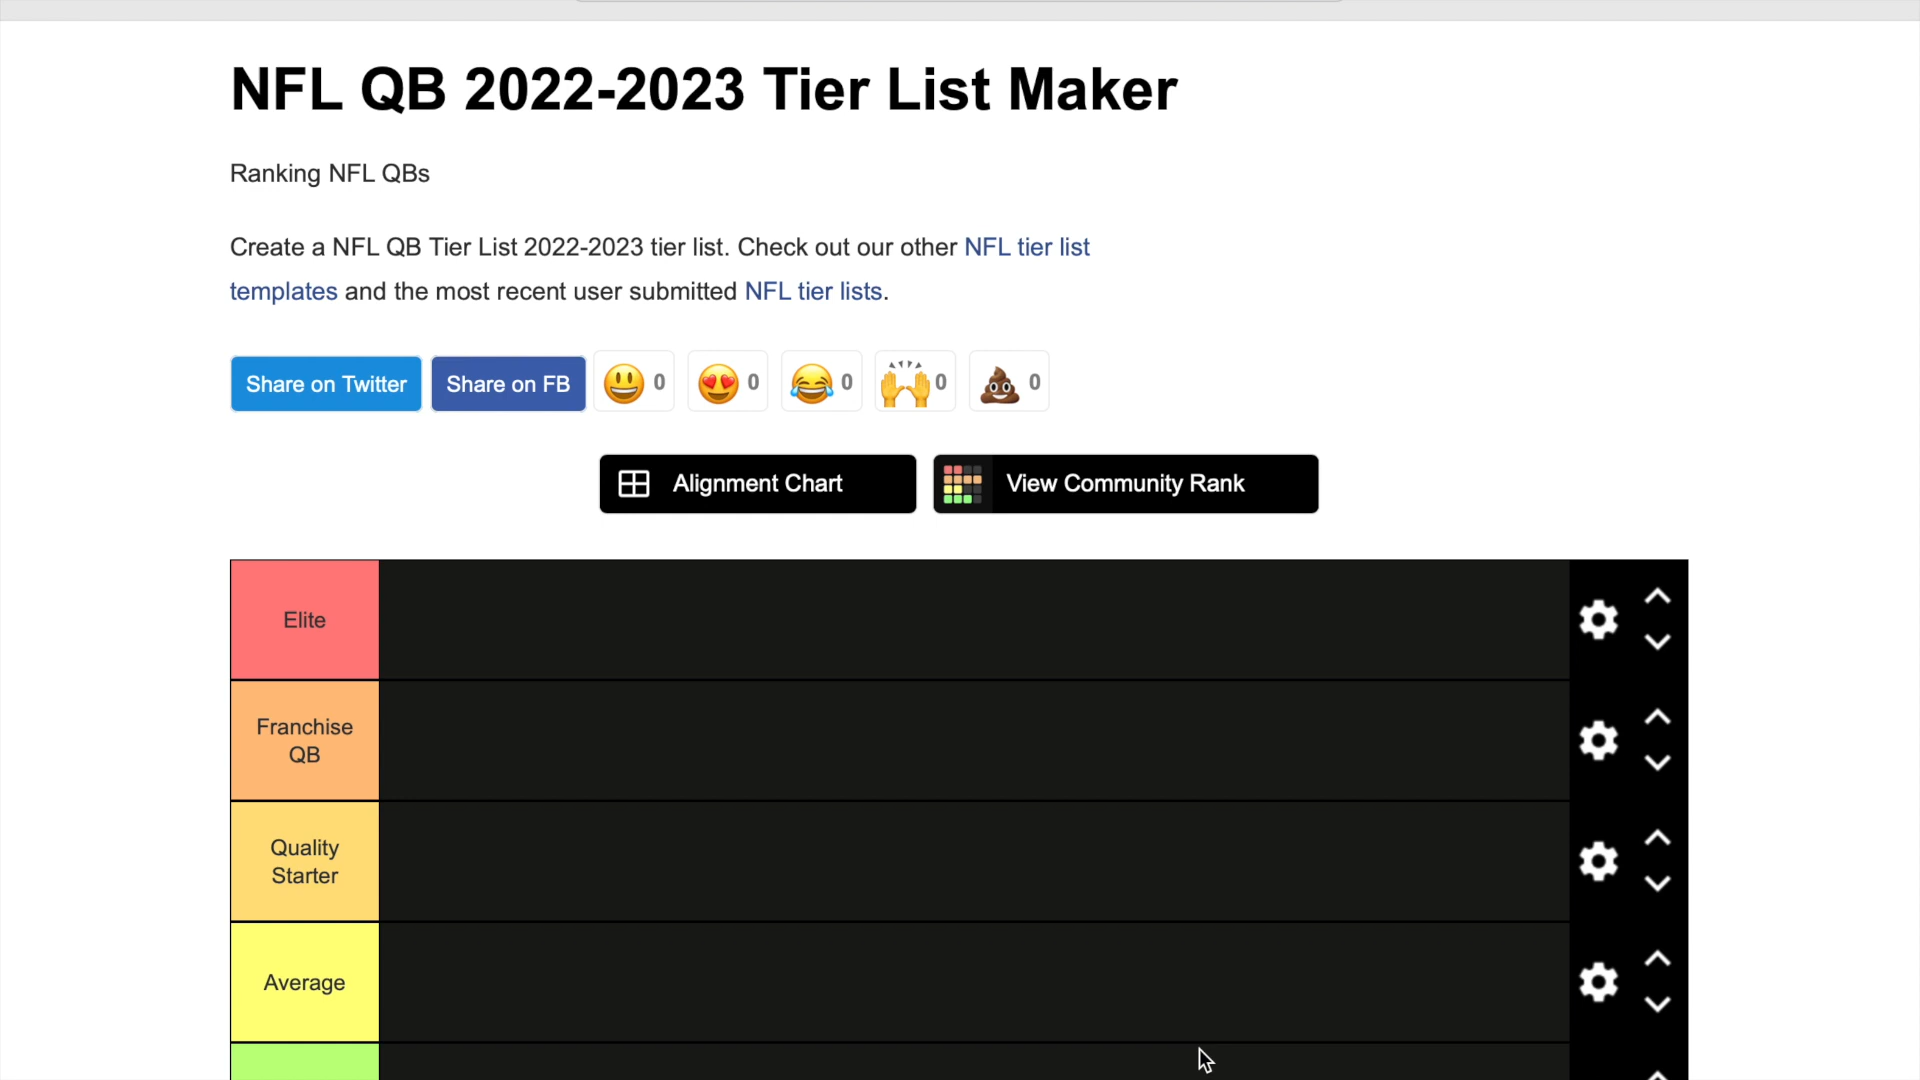 NFL QB 2022-2023 Tier List Maker
Ranking NFL QBs
Create a NFL QB Tier List 2022-2023 tier list. Check out our other NFL tier list
templates and the most recent user submitted NFL tier lists.
Share on Twitter Share on FB 0 0 0 0 0
Alignment Chart View Community Rank
Elite
Franchise
QB
Quality
Starter
Average